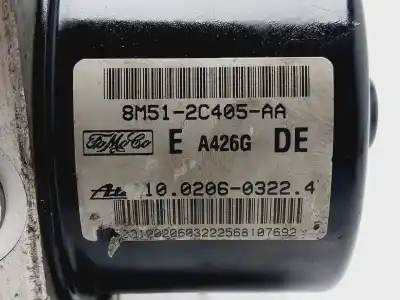 8M51-2C405-AA
FoMoCo E A426G DE
Ate 10.0206-0322.4